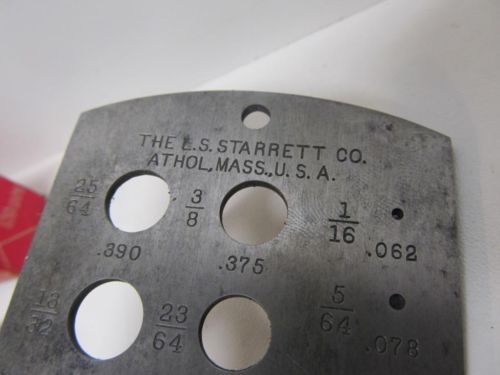 THE L.S. STARRETT CO.
ATHOL, MASS., U.S.A.
25/64 3/8 1/16
.390 .375 .062
13/32 23/64 5/64
.078